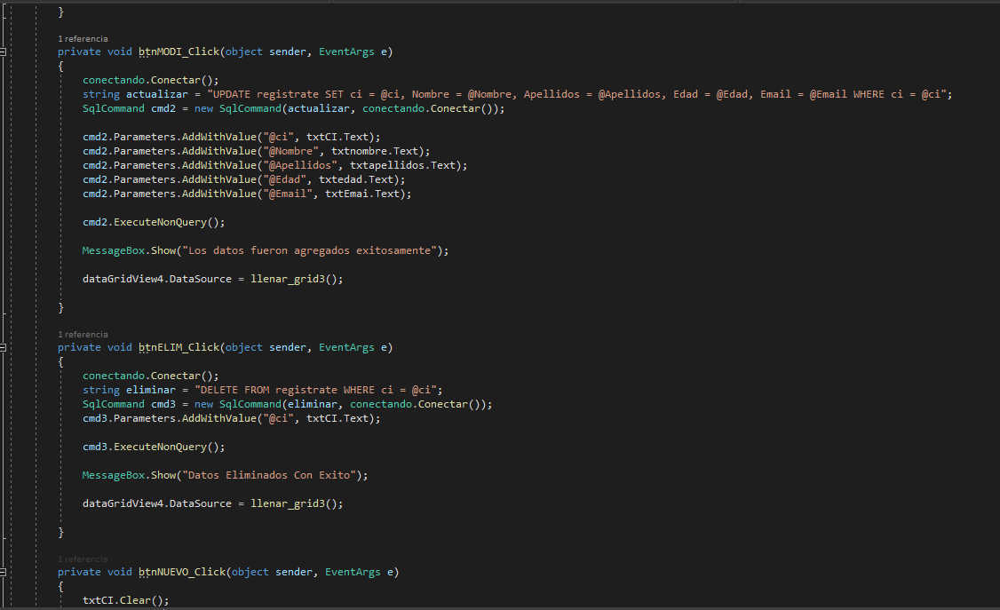 }
1 referencia
private void btnMODI_Click(object sender, EventArgs e)
{
conectando.Conectar();
string actualizar = "UPDATE registrate SET ci = @ci, Nombre = @Nombre, Apellidos = @Apellidos, Edad = @Edad, Email = @Email WHERE ci = @ci";
SqlCommand cmd2 = new SqlCommand(actualizar, conectando.Conectar());
cmd2.Parameters.AddWithValue("@ci", txtCI.Text);
cmd2.Parameters.AddWithValue("@Nombre", txtnombre.Text);
cmd2.Parameters.AddWithValue("@Apellidos", txtapellidos.Text);
cmd2.Parameters.AddWithValue("@Edad", txtedad.Text);
cmd2.Parameters.AddWithValue("@Email", txtEmai.Text);
cmd2.ExecuteNonQuery();
MessageBox.Show("Los datos fueron agregados exitosamente");
dataGridView4.DataSource = llenar_grid3();
}
1 referencia
private void btnELIM_Click(object sender, EventArgs e)
{
conectando.Conectar();
string eliminar = "DELETE FROM registrate WHERE ci = @ci";
SqlCommand cmd3 = new SqlCommand(eliminar, conectando.Conectar());
cmd3.Parameters.AddWithValue("@ci", txtCI.Text);
cmd3.ExecuteNonQuery();
MessageBox.Show("Datos Eliminados Con Exito");
dataGridView4.DataSource = llenar_grid3();
}
1 referencia
private void btnNUEVO_Click(object sender, EventArgs e)
{
txtCI.Clear();